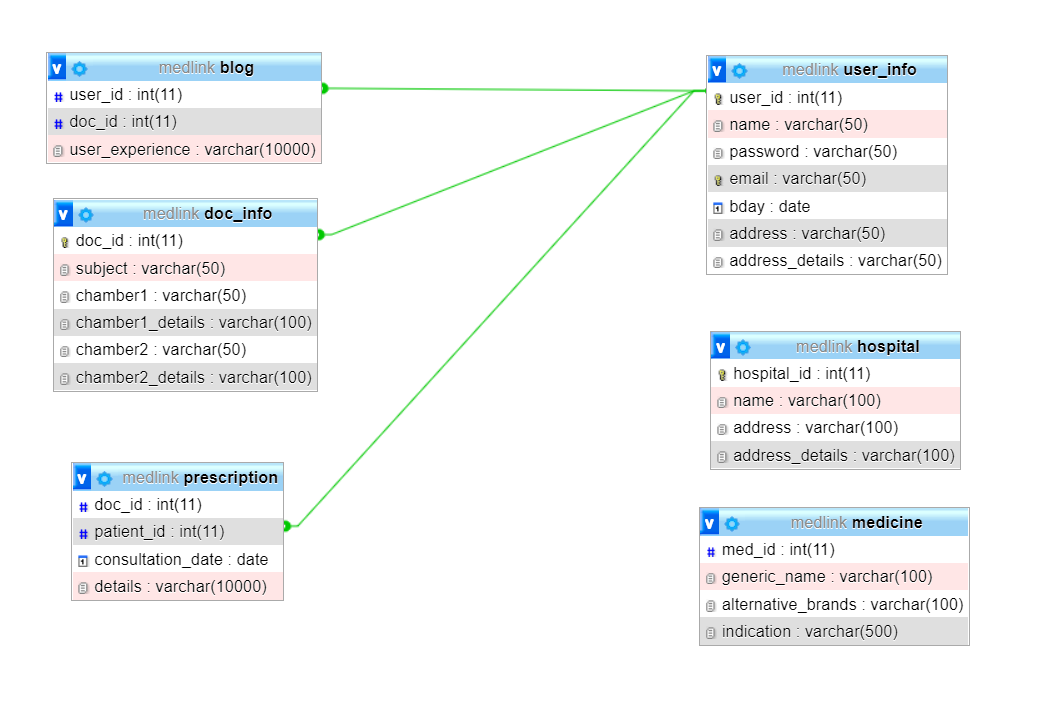 v medlink blog
# user_id : int(11)
# doc_id : int(11)
user_experience : varchar(10000)
v medlink doc_info
doc_id : int(11)
subject : varchar(50)
chamber1 : varchar(50)
chamber1_details : varchar(100)
chamber2 : varchar(50)
chamber2_details : varchar(100)
v medlink prescription
# doc_id : int(11)
# patient_id : int(11)
consultation_date : date
details : varchar(10000)
v medlink user_info
user_id : int(11)
name : varchar(50)
password : varchar(50)
email : varchar(50)
bday : date
address : varchar(50)
address_details : varchar(50)
v medlink hospital
hospital_id : int(11)
name : varchar(100)
address : varchar(100)
address_details : varchar(100)
v medlink medicine
# med_id : int(11)
generic_name : varchar(100)
alternative_brands : varchar(100)
indication : varchar(500)